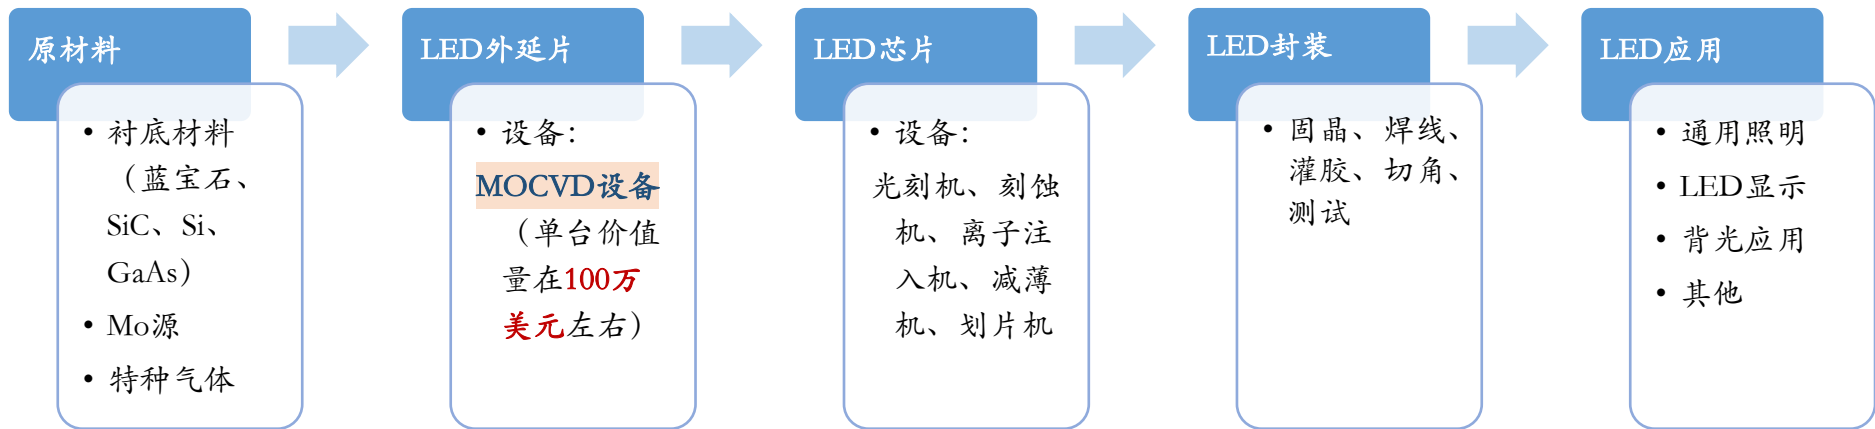 原材料
• 衬底材料
（蓝宝石、
SiC、Si、
GaAs）
• Mo源
• 特种气体
LED外延片
• 设备：
MOCVD设备
（单台价值
量在100万
美元左右）
LED芯片
• 设备：
光刻机、刻蚀
机、离子注
入机、减薄
机、划片机
LED封装
• 固晶、焊线、
灌胶、切角、
测试
LED应用
• 通用照明
• LED显示
• 背光应用
• 其他